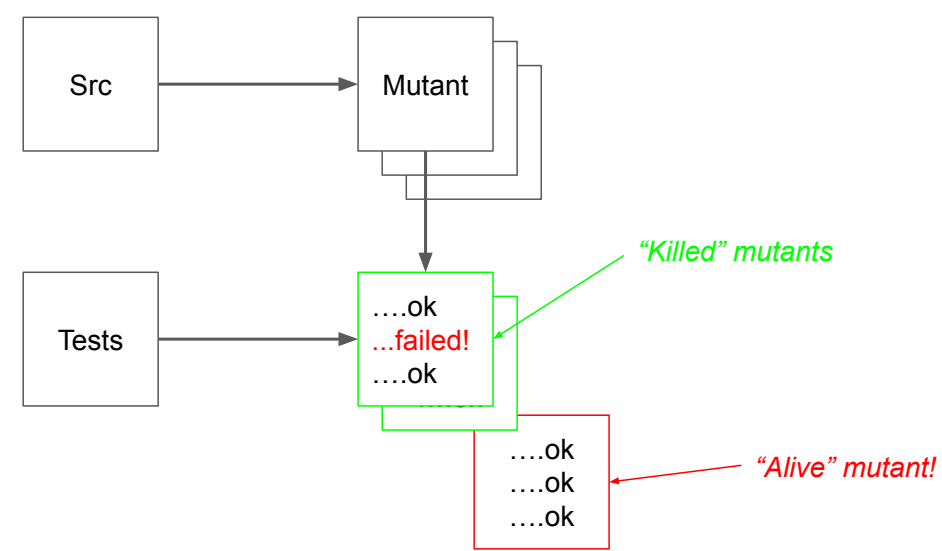 Src
Mutant
“Killed” mutants
Tests
….ok
...failed!
….ok
….ok
….ok
….ok
“Alive” mutant!